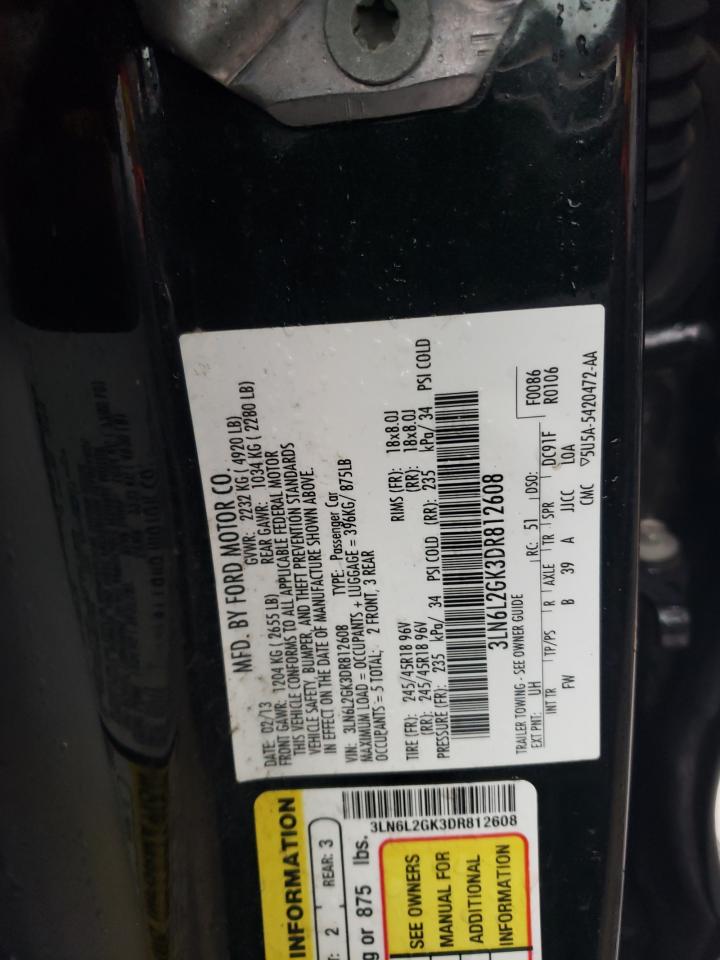 MFD. BY FORD MOTOR CO.
DATE: 02/13 GVWR: 2232 KG ( 4920 LB)
FRONT GAWR: 1204 KG ( 2655 LB) REAR GAWR: 1034 KG ( 2280 LB)
THIS VEHICLE CONFORMS TO ALL APPLICABLE FEDERAL MOTOR
VEHICLE SAFETY, BUMPER, AND THEFT PREVENTION STANDARDS
IN EFFECT ON THE DATE OF MANUFACTURE SHOWN ABOVE.
VIN: 3LN6L2GK3DR812608 TYPE: Passenger Car
MAXIMUM LOAD = OCCUPANTS + LUGGAGE = 396KG/ 875LB
OCCUPANTS = 5 TOTAL: 2 FRONT, 3 REAR
TIRE (FR): 245/45R18 96V RIMS (FR): 18x8.0J
(RR): 245/45R18 96V (RR): 18x8.0J
PRESSURE (FR): 235 kPa/ 34 PSI COLD (RR): 235 kPa/ 34 PSI COLD
3LN6L2GK3DR812608
TRAILER TOWING - SEE OWNER GUIDE
EXT PNT: UH RC: 51 DSO: F0086
R0106
INT TR TP/PS R AXLE TR SPR DC91F
FW B 39 A JJCC LOA
CMC ▽5U5A-5420472-AA
INFORMATION
2 REAR: 3
3LN6L2GK3DR812608
g or 875 lbs.
SEE OWNERS
MANUAL FOR
ADDITIONAL
INFORMATION